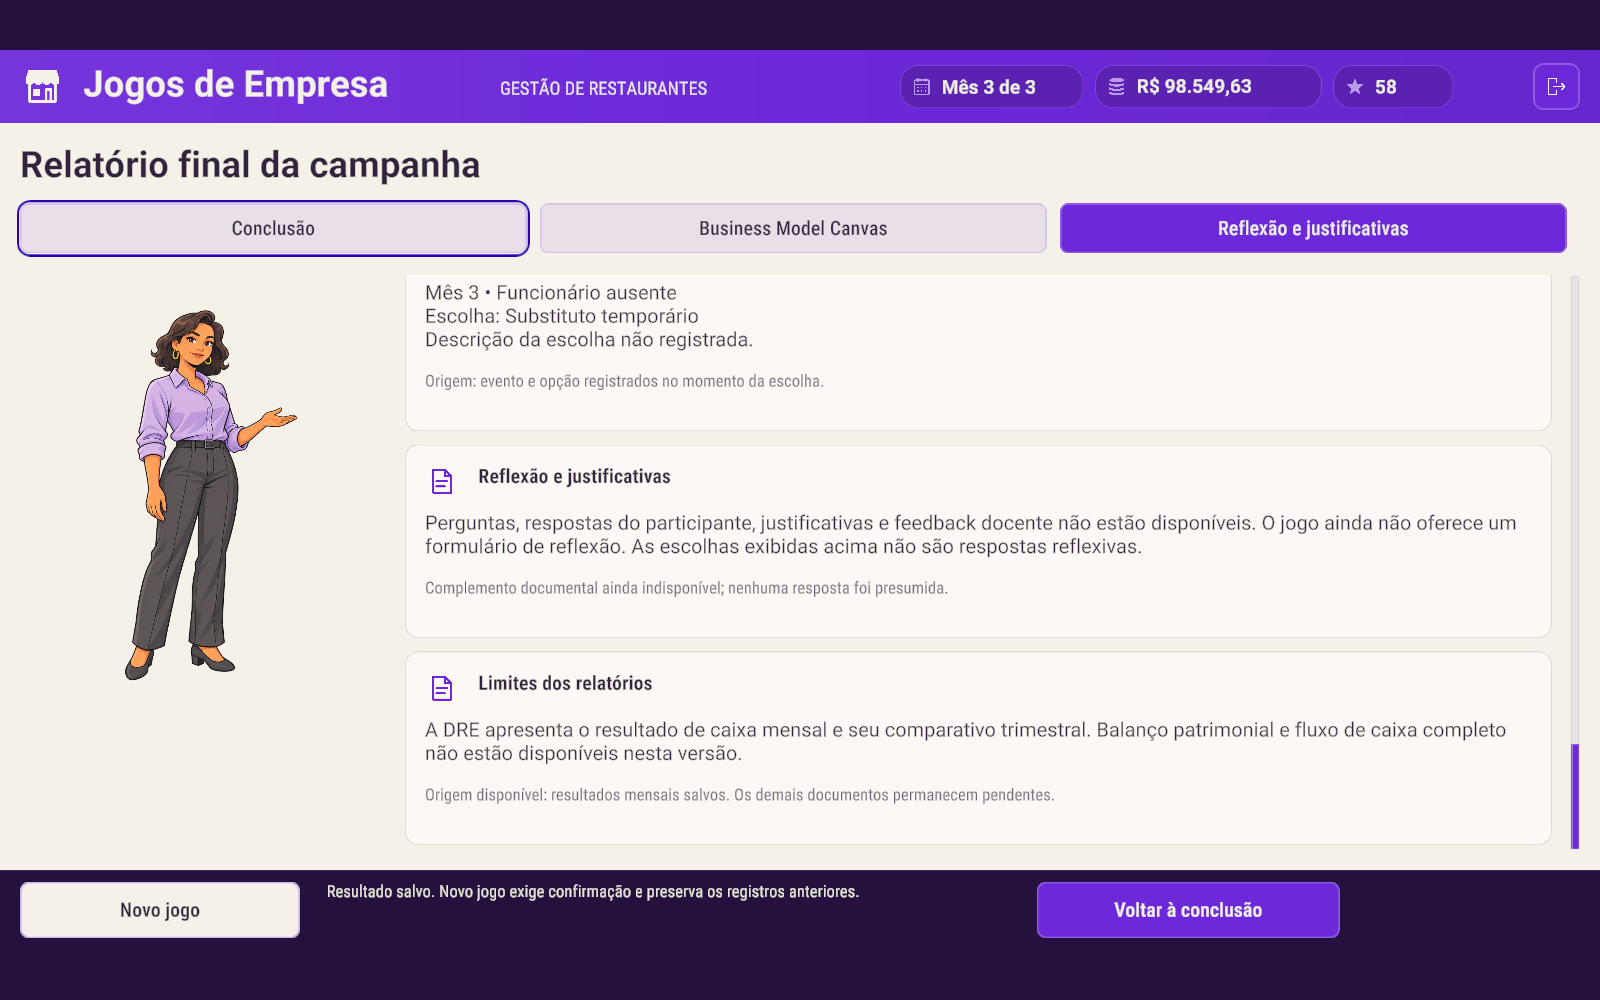 Jogos de Empresa
GESTÃO DE RESTAURANTES
Mês 3 de 3
R$ 98.549,63
58
Relatório final da campanha
Conclusão
Business Model Canvas
Reflexão e justificativas
Mês 3 • Funcionário ausente
Escolha: Substituto temporário
Descrição da escolha não registrada.
Origem: evento e opção registrados no momento da escolha.
Reflexão e justificativas
Perguntas, respostas do participante, justificativas e feedback docente não estão disponíveis. O jogo ainda não oferece um
formulário de reflexão. As escolhas exibidas acima não são respostas reflexivas.
Complemento documental ainda indisponível; nenhuma resposta foi presumida.
Limites dos relatórios
A DRE apresenta o resultado de caixa mensal e seu comparativo trimestral. Balanço patrimonial e fluxo de caixa completo
não estão disponíveis nesta versão.
Origem disponível: resultados mensais salvos. Os demais documentos permanecem pendentes.
Novo jogo
Resultado salvo. Novo jogo exige confirmação e preserva os registros anteriores.
Voltar à conclusão